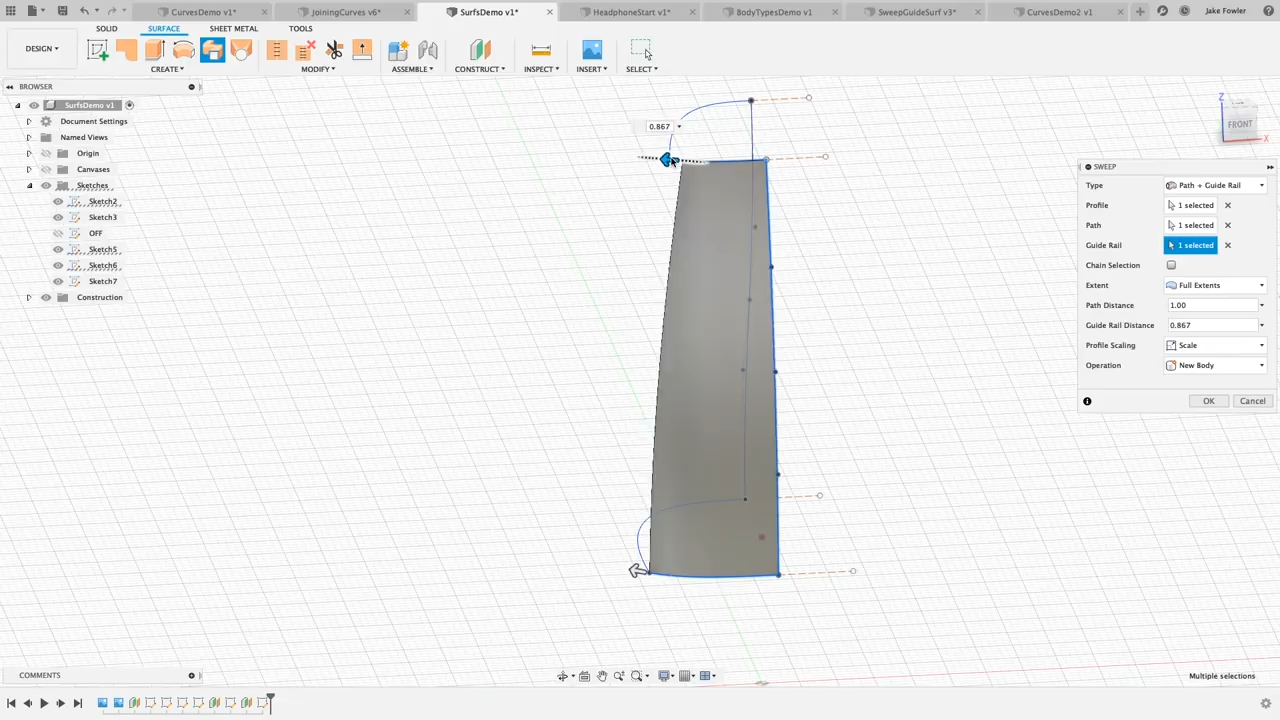 CurvesDemo v1*
JoiningCurves v6*
SurfsDemo v1*
HeadphoneStart v1*
BodyTypesDemo v1
SweepGuideSurf v3*
CurvesDemo2 v1
Jake Fowler
SOLID
SURFACE
SHEET METAL
TOOLS
DESIGN
CREATE
MODIFY
ASSEMBLE
CONSTRUCT
INSPECT
INSERT
SELECT
BROWSER
SurfsDemo v1
Document Settings
Named Views
Origin
Canvases
Sketches
Sketch2
Sketch3
OFF
Sketch5
Sketch6
Sketch7
Construction
0.867
Z
FRONT
X
SWEEP
Type Path + Guide Rail
Profile 1 selected
Path 1 selected
Guide Rail 1 selected
Chain Selection
Extent Full Extents
Path Distance 1.00
Guide Rail Distance 0.867
Profile Scaling Scale
Operation New Body
OK Cancel
COMMENTS
Multiple selections